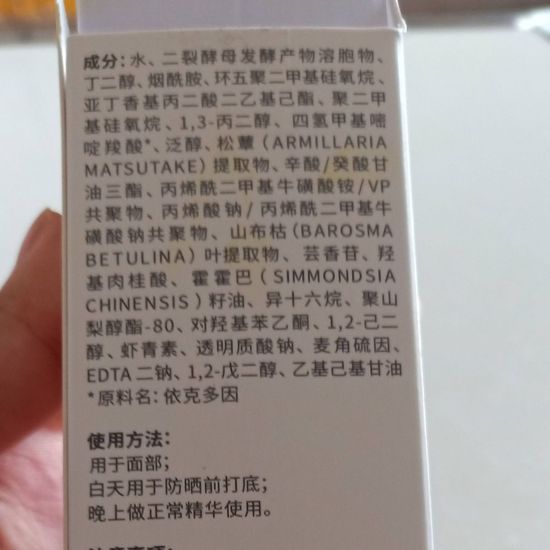 成分：水、二裂酵母发酵产物溶胞物、
丁二醇、烟酰胺、环五聚二甲基硅氧烷、
亚丁香基丙二酸二乙基己酯、聚二甲
基硅氧烷、1,3-丙二醇、四氢甲基嘧
啶羧酸*、泛醇、松蕈（ARMILLARIA
MATSUTAKE）提取物、辛酸/癸酸甘
油三酯、丙烯酰二甲基牛磺酸铵/VP
共聚物、丙烯酸钠/丙烯酰二甲基牛
磺酸钠共聚物、山布枯（BAROSMA
BETULINA）叶提取物、芸香苷、羟
基肉桂酸、霍霍巴（SIMMONDSIA
CHINENSIS）籽油、异十六烷、聚山
梨醇酯-80、对羟基苯乙酮、1,2-己二
醇、虾青素、透明质酸钠、麦角硫因、
EDTA 二钠、1,2-戊二醇、乙基己基甘油
*原料名：依克多因
使用方法：
用于面部；
白天用于防晒前打底；
晚上做正常精华使用。